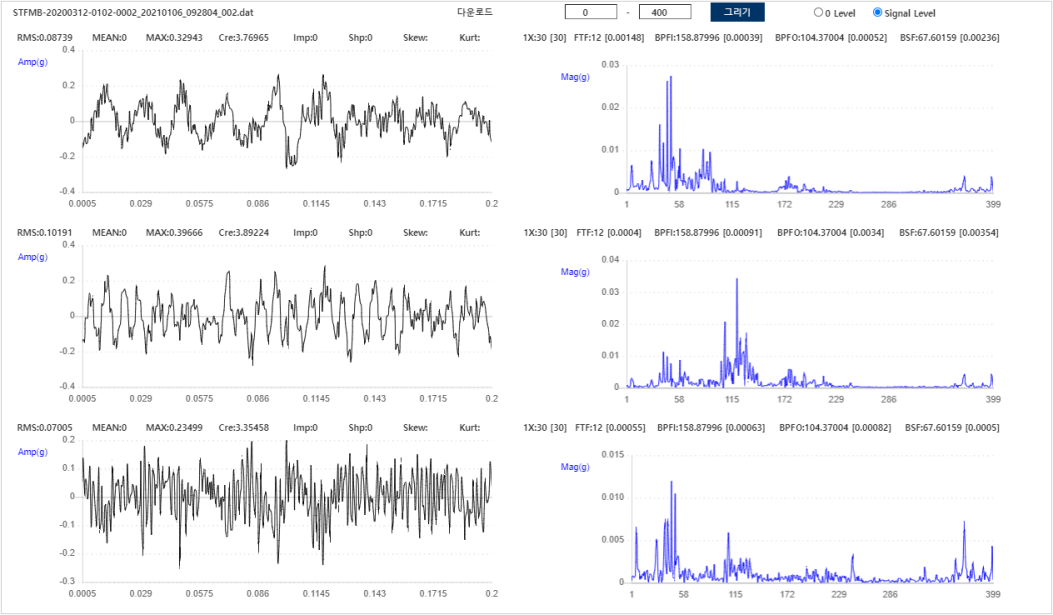 STFMB-20200312-0102-0002_20210106_092804_002.dat 다운로드 0 - 400 그리기 0 Level Signal Level
RMS:0.08739 MEAN:0 MAX:0.32943 Cre:3.76965 Imp:0 Shp:0 Skew: Kurt: 1X:30 [30] FTF:12 [0.00148] BPFI:158.87996 [0.00039] BPFO:104.37004 [0.00052] BSF:67.60159 [0.00236]
Amp(g)
0.4
0.2
0
-0.2
-0.4
0.0005 0.029 0.0575 0.086 0.1145 0.143 0.1715 0.2
Mag(g)
0.03
0.02
0.01
0
1 58 115 172 229 286 399
RMS:0.10191 MEAN:0 MAX:0.39666 Cre:3.89224 Imp:0 Shp:0 Skew: Kurt: 1X:30 [30] FTF:12 [0.0004] BPFI:158.87996 [0.00091] BPFO:104.37004 [0.0034] BSF:67.60159 [0.00354]
Amp(g)
0.4
0.2
0
-0.2
-0.4
0.0005 0.029 0.0575 0.086 0.1145 0.143 0.1715 0.2
Mag(g)
0.04
0.03
0.02
0.01
0
1 58 115 172 229 286 399
RMS:0.07005 MEAN:0 MAX:0.23499 Cre:3.35458 Imp:0 Shp:0 Skew: Kurt: 1X:30 [30] FTF:12 [0.00055] BPFI:158.87996 [0.00063] BPFO:104.37004 [0.00082] BSF:67.60159 [0.0005]
Amp(g)
0.2
0.1
0
-0.1
-0.2
-0.3
0.0005 0.029 0.0575 0.086 0.1145 0.143 0.1715 0.2
Mag(g)
0.015
0.010
0.005
0
1 58 115 172 229 286 399